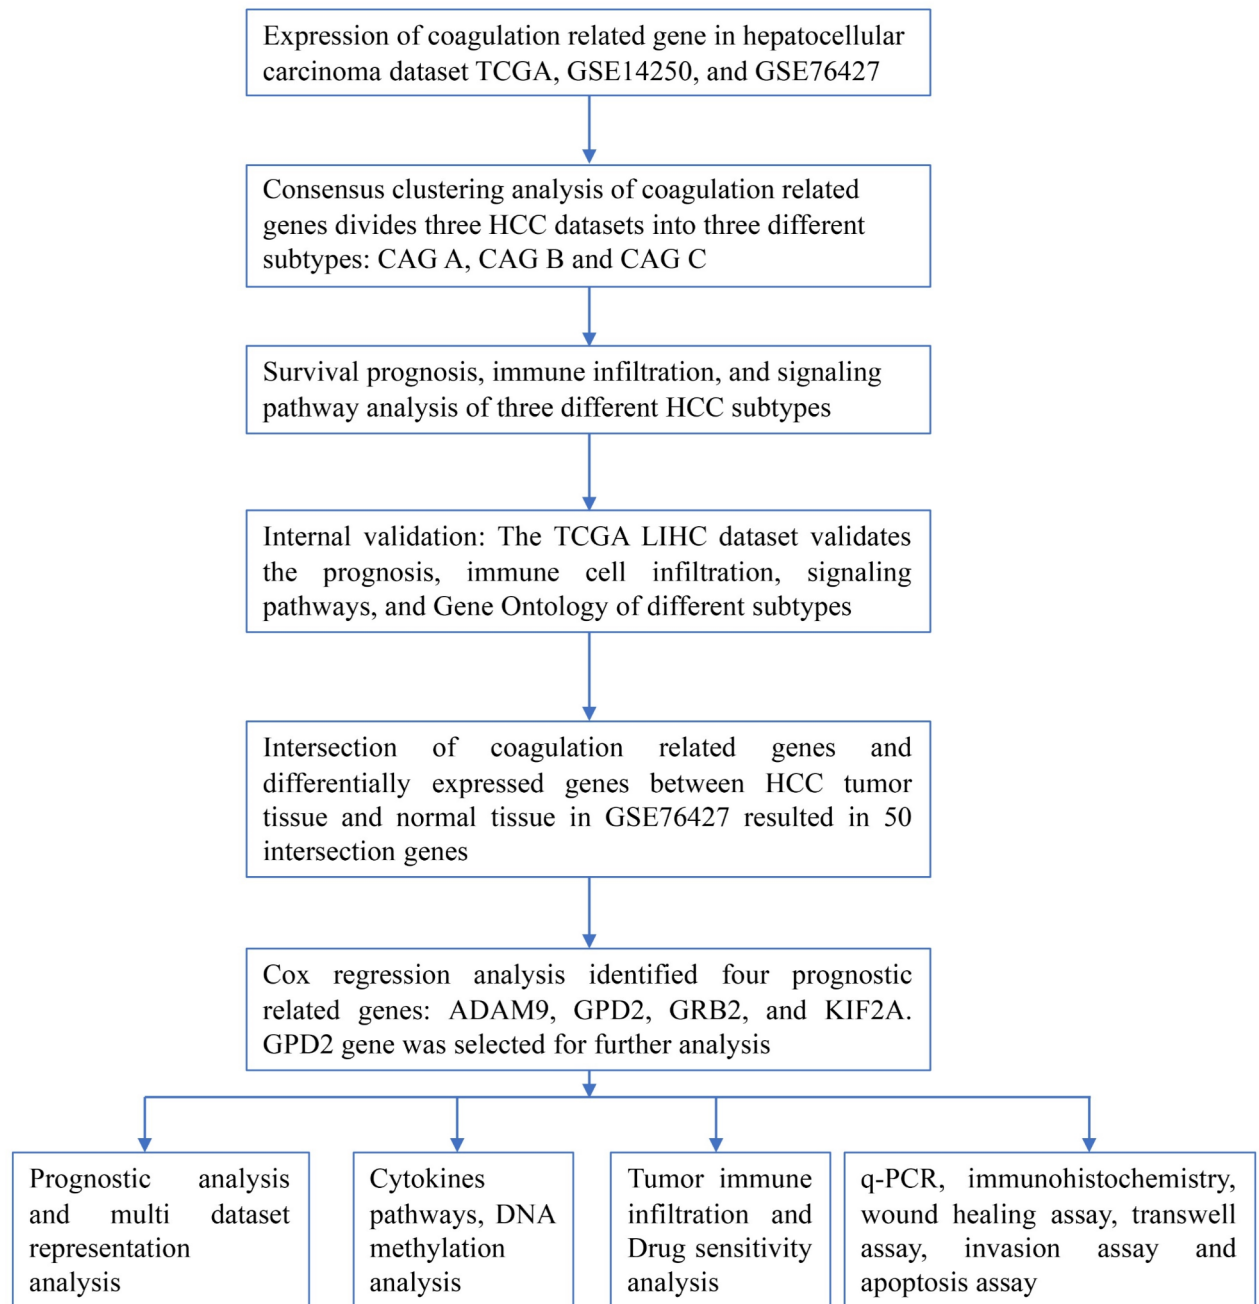 Expression of coagulation related gene in hepatocellular
carcinoma dataset TCGA, GSE14250, and GSE76427
Consensus clustering analysis of coagulation related
genes divides three HCC datasets into three different
subtypes: CAG A, CAG B and CAG C
Survival prognosis, immune infiltration, and signaling
pathway analysis of three different HCC subtypes
Internal validation: The TCGA LIHC dataset validates
the prognosis, immune cell infiltration, signaling
pathways, and Gene Ontology of different subtypes
Intersection of coagulation related genes and
differentially expressed genes between HCC tumor
tissue and normal tissue in GSE76427 resulted in 50
intersection genes
Cox regression analysis identified four prognostic
related genes: ADAM9, GPD2, GRB2, and KIF2A.
GPD2 gene was selected for further analysis
Prognostic analysis
and multi dataset
representation
analysis
Cytokines
pathways, DNA
methylation
analysis
Tumor immune
infiltration and
Drug sensitivity
analysis
q-PCR, immunohistochemistry,
wound healing assay, transwell
assay, invasion assay and
apoptosis assay